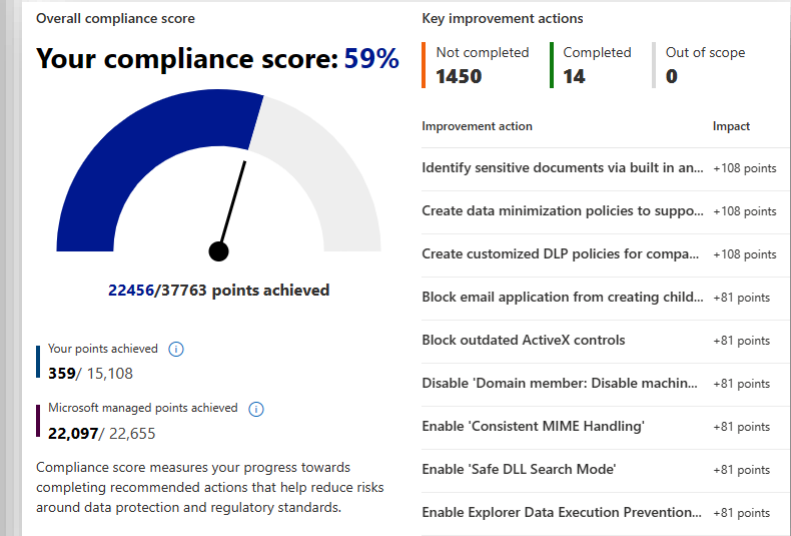 Overall compliance score
Your compliance score: 59%
22456/37763 points achieved
Your points achieved
359/ 15,108
Microsoft managed points achieved
22,097/ 22,655
Compliance score measures your progress towards
completing recommended actions that help reduce risks
around data protection and regulatory standards.
Key improvement actions
Not completed
1450
Completed
14
Out of scope
0
Improvement action Impact
Identify sensitive documents via built in an... +108 points
Create data minimization policies to suppo... +108 points
Create customized DLP policies for compa... +108 points
Block email application from creating child... +81 points
Block outdated ActiveX controls +81 points
Disable 'Domain member: Disable machin... +81 points
Enable 'Consistent MIME Handling' +81 points
Enable 'Safe DLL Search Mode' +81 points
Enable Explorer Data Execution Prevention... +81 points